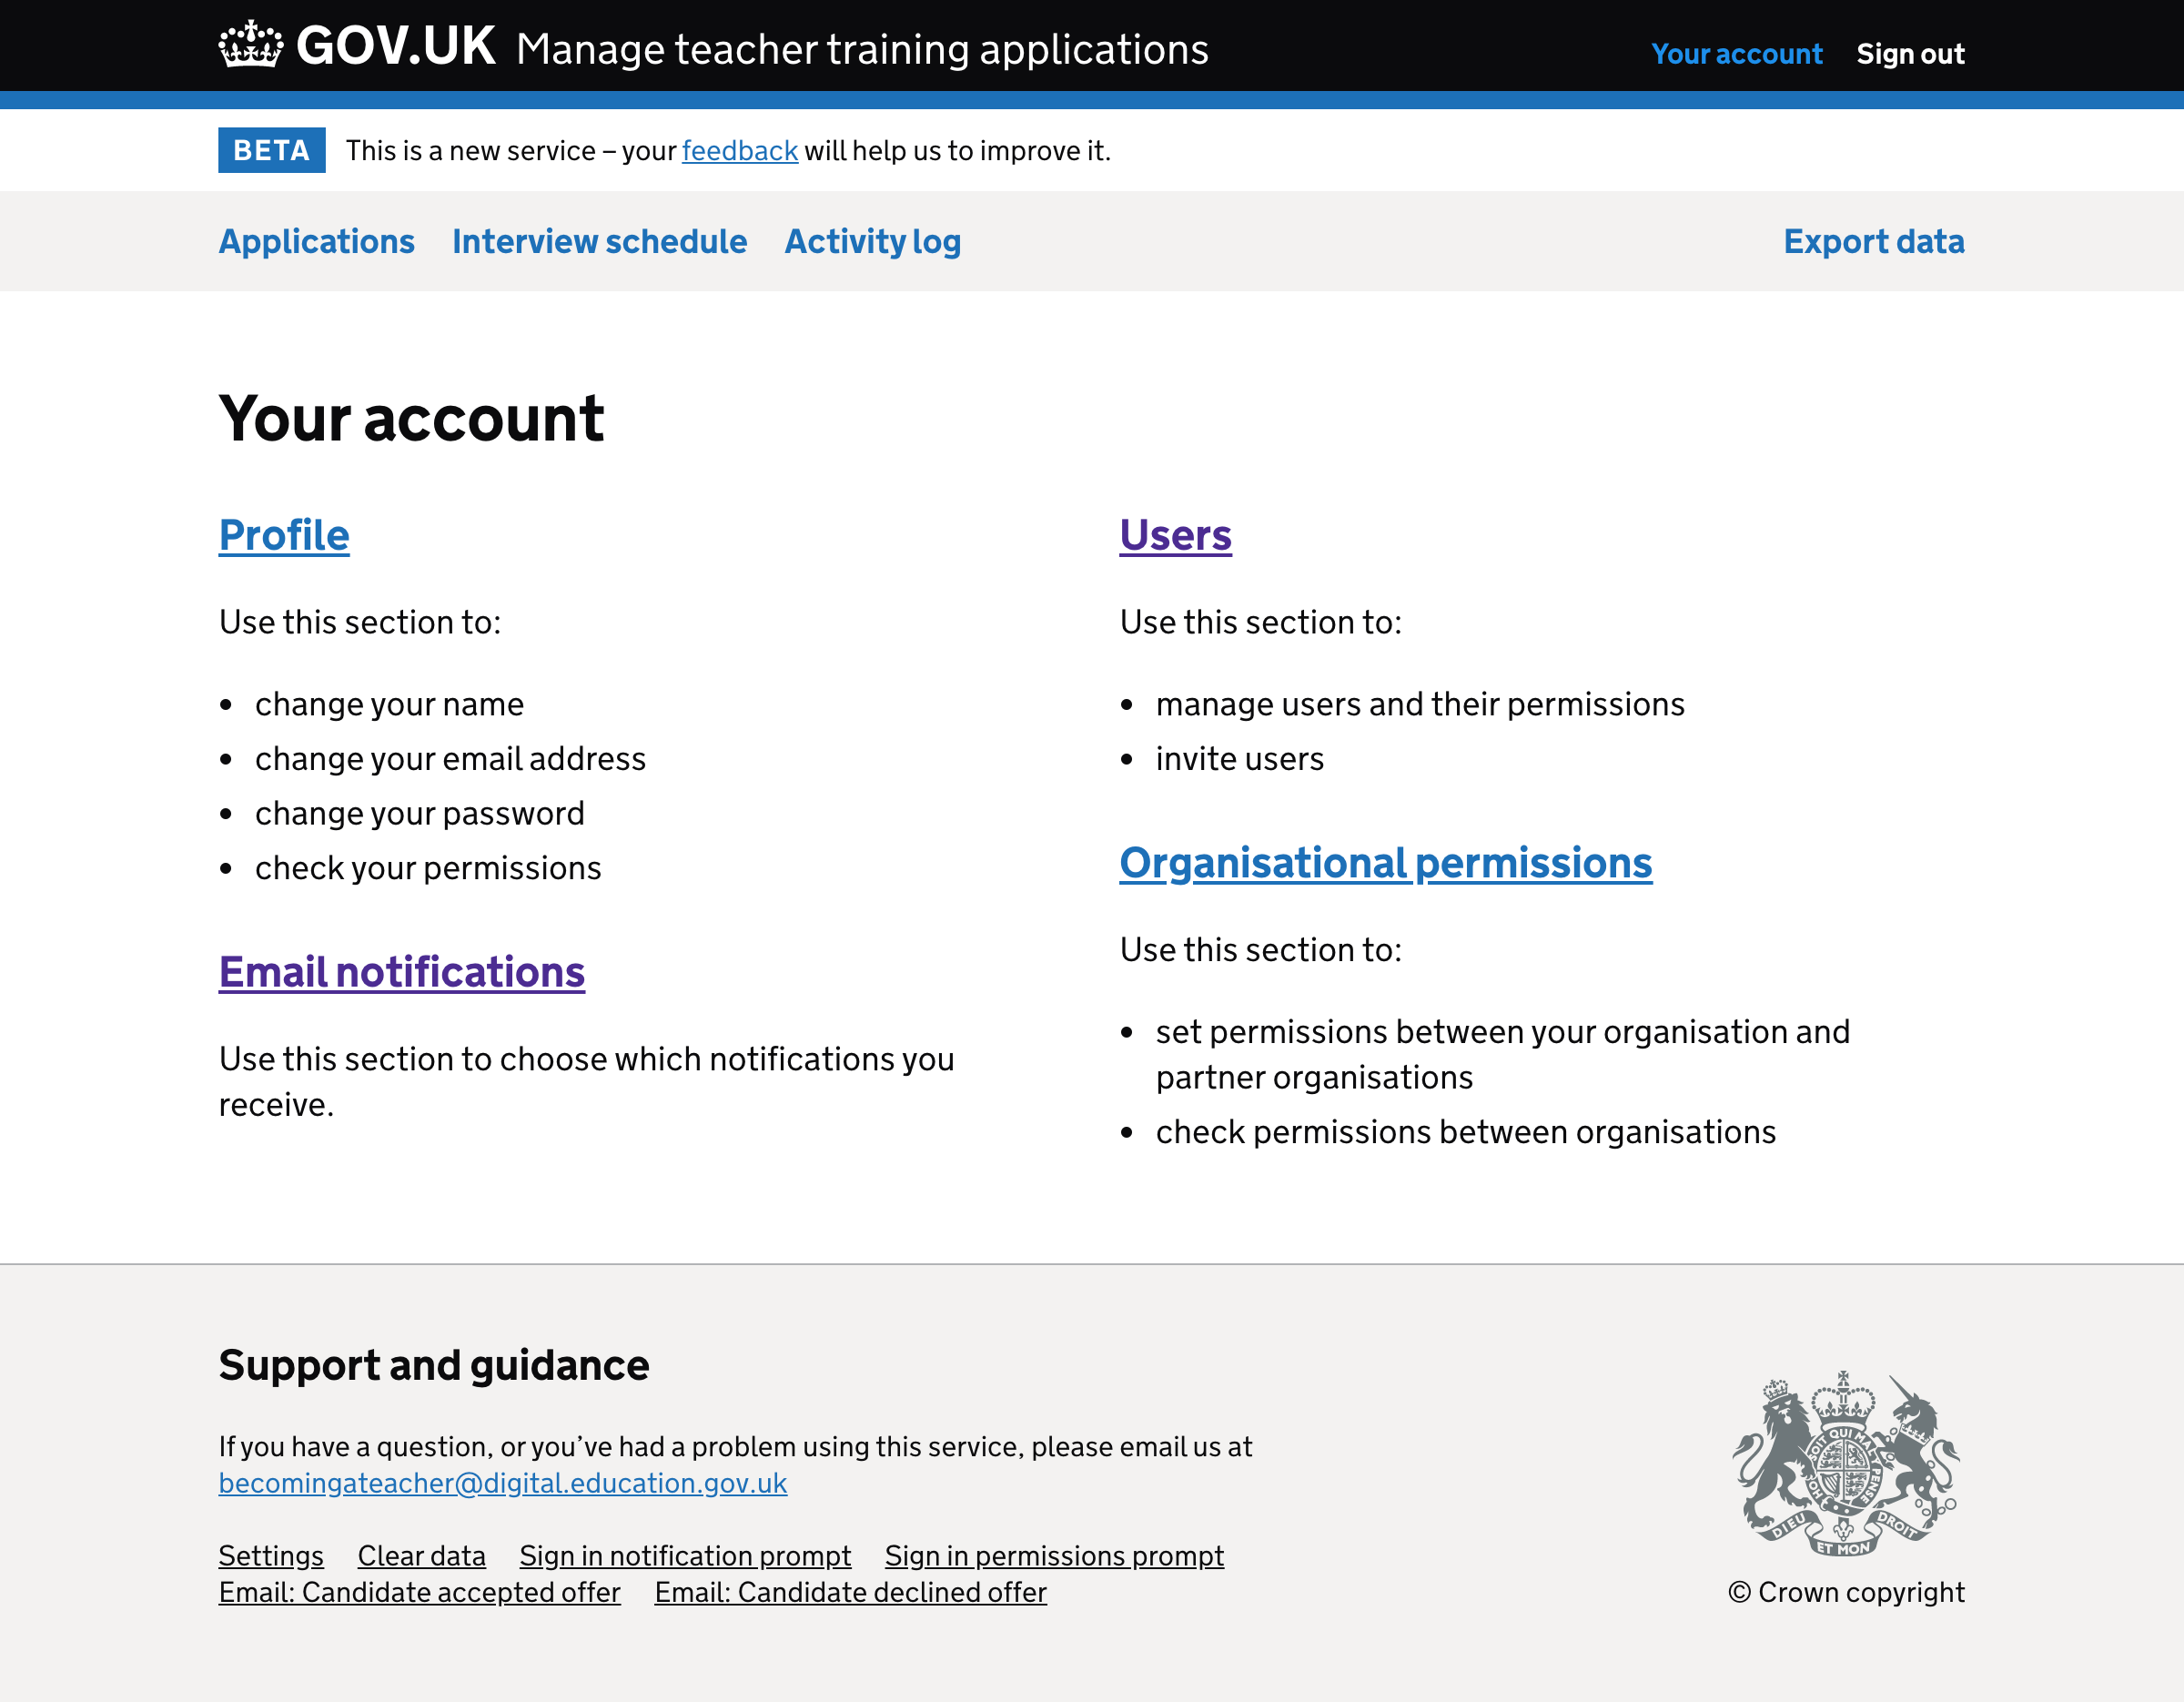 GOV.UK Manage teacher training applications
Your account Sign out
BETA This is a new service – your feedback will help us to improve it.
Applications Interview schedule Activity log Export data
Your account
Profile
Use this section to:
• change your name
• change your email address
• change your password
• check your permissions
Email notifications
Use this section to choose which notifications you
receive.
Users
Use this section to:
• manage users and their permissions
• invite users
Organisational permissions
Use this section to:
• set permissions between your organisation and
partner organisations
• check permissions between organisations
Support and guidance
If you have a question, or you’ve had a problem using this service, please email us at
becomingateacher@digital.education.gov.uk
Settings Clear data Sign in notification prompt Sign in permissions prompt
Email: Candidate accepted offer Email: Candidate declined offer
SOIT QUI MAL
PENSE
HO
DIEU ET MON DROIT
© Crown copyright